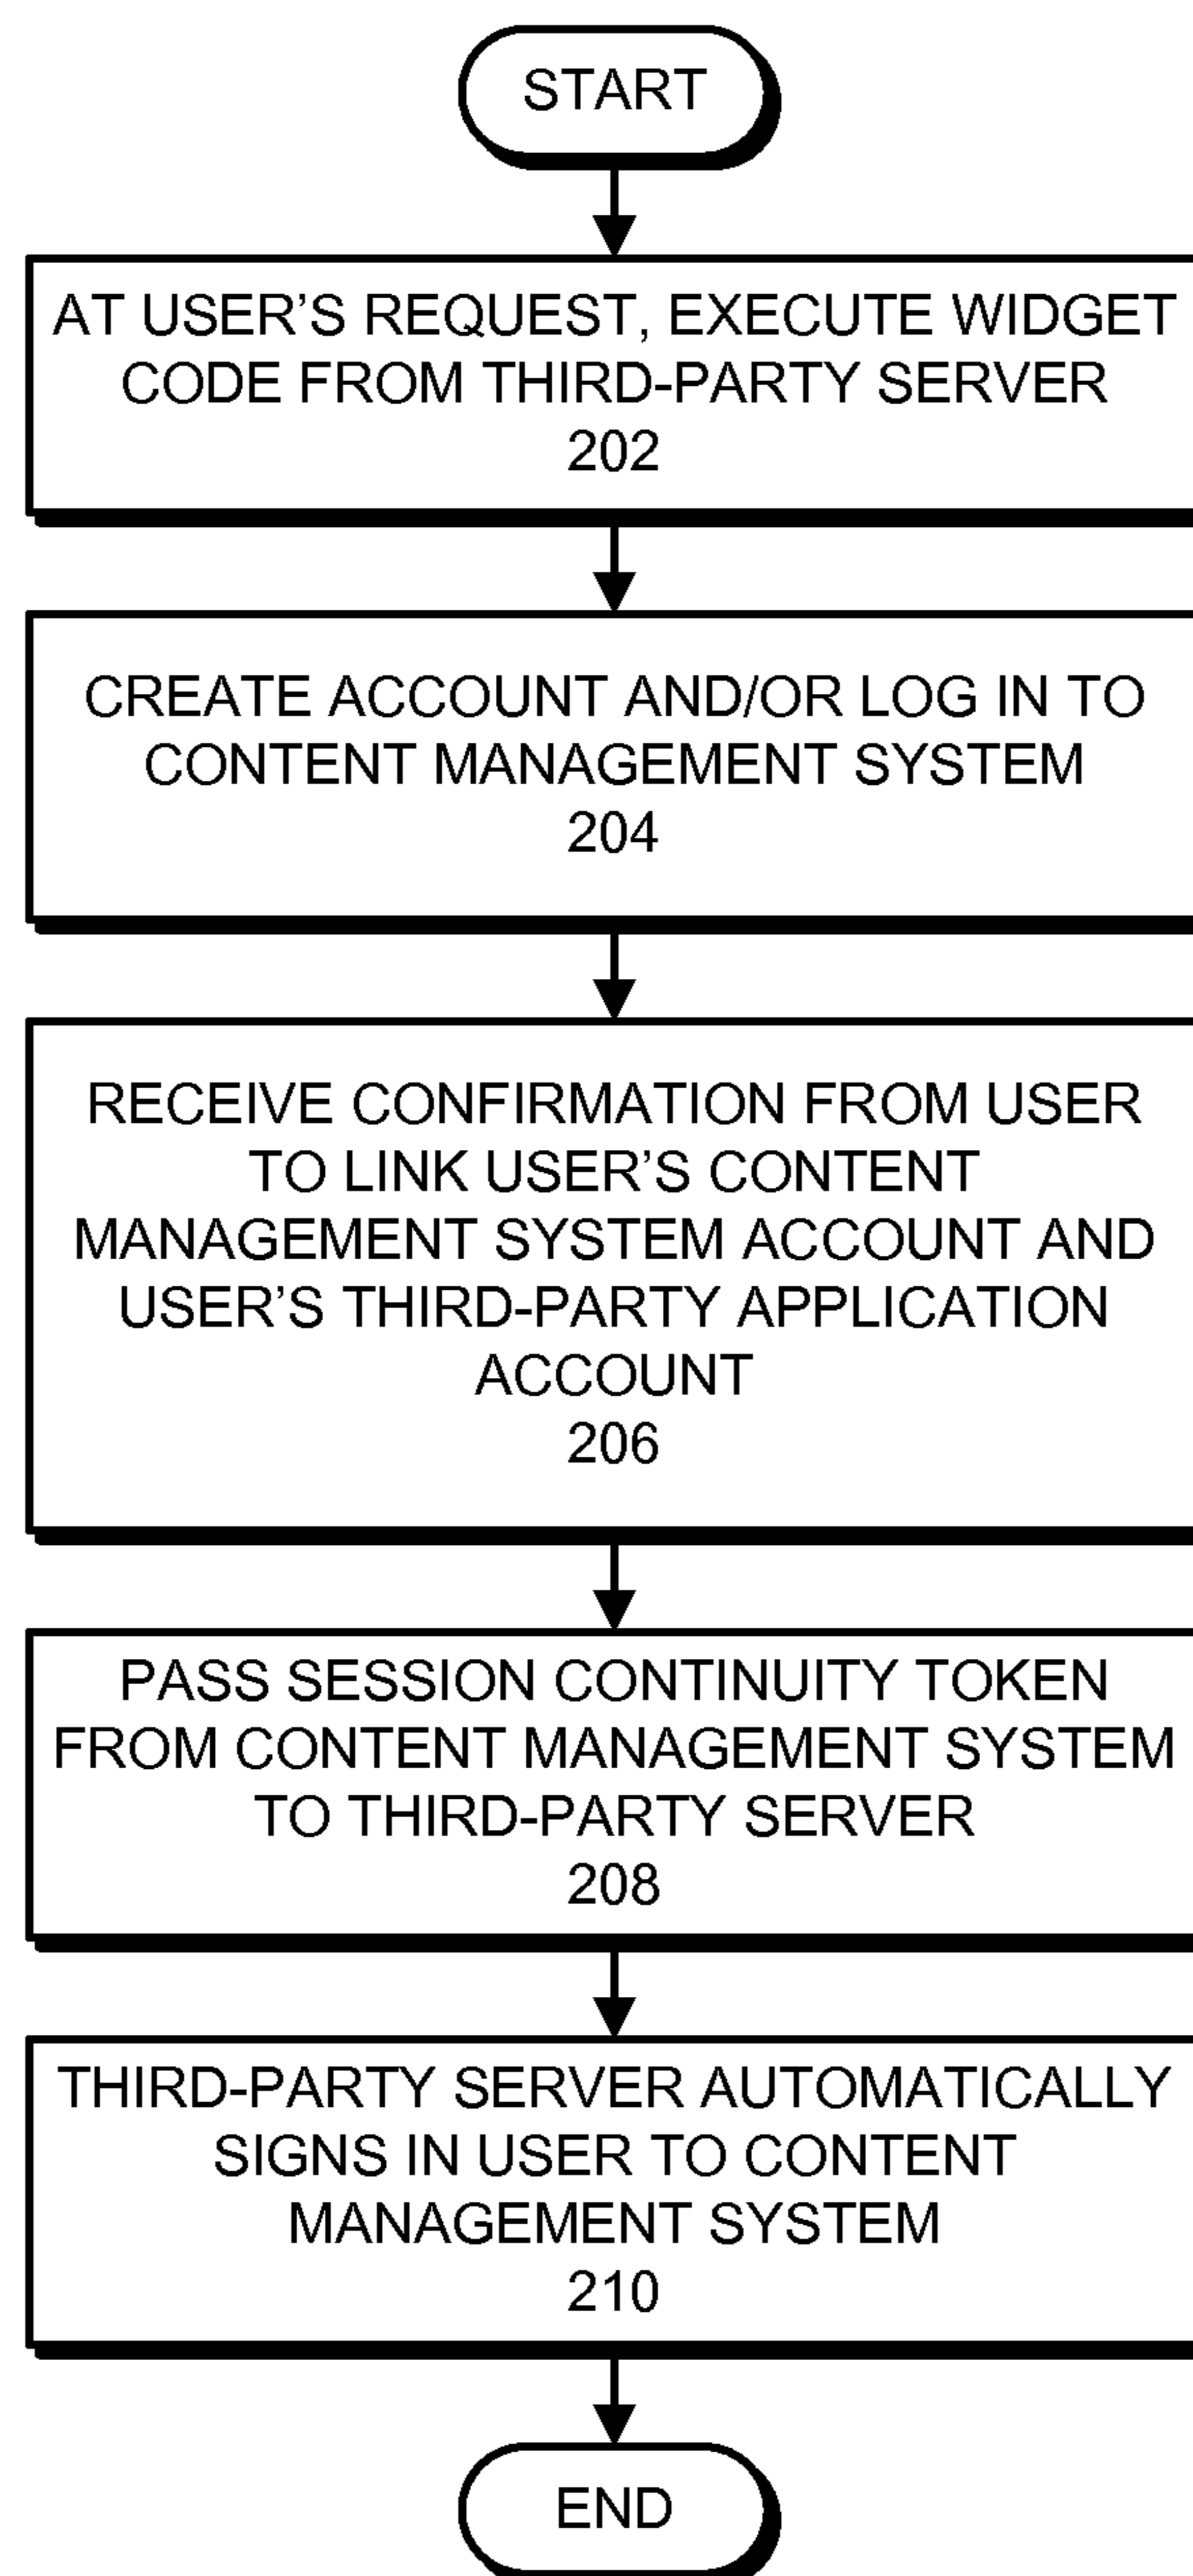 START
AT USER'S REQUEST, EXECUTE WIDGET
CODE FROM THIRD-PARTY SERVER
202
CREATE ACCOUNT AND/OR LOG IN TO
CONTENT MANAGEMENT SYSTEM
204
RECEIVE CONFIRMATION FROM USER
TO LINK USER'S CONTENT
MANAGEMENT SYSTEM ACCOUNT AND
USER'S THIRD-PARTY APPLICATION
ACCOUNT
206
PASS SESSION CONTINUITY TOKEN
FROM CONTENT MANAGEMENT SYSTEM
TO THIRD-PARTY SERVER
208
THIRD-PARTY SERVER AUTOMATICALLY
SIGNS IN USER TO CONTENT
MANAGEMENT SYSTEM
210
END